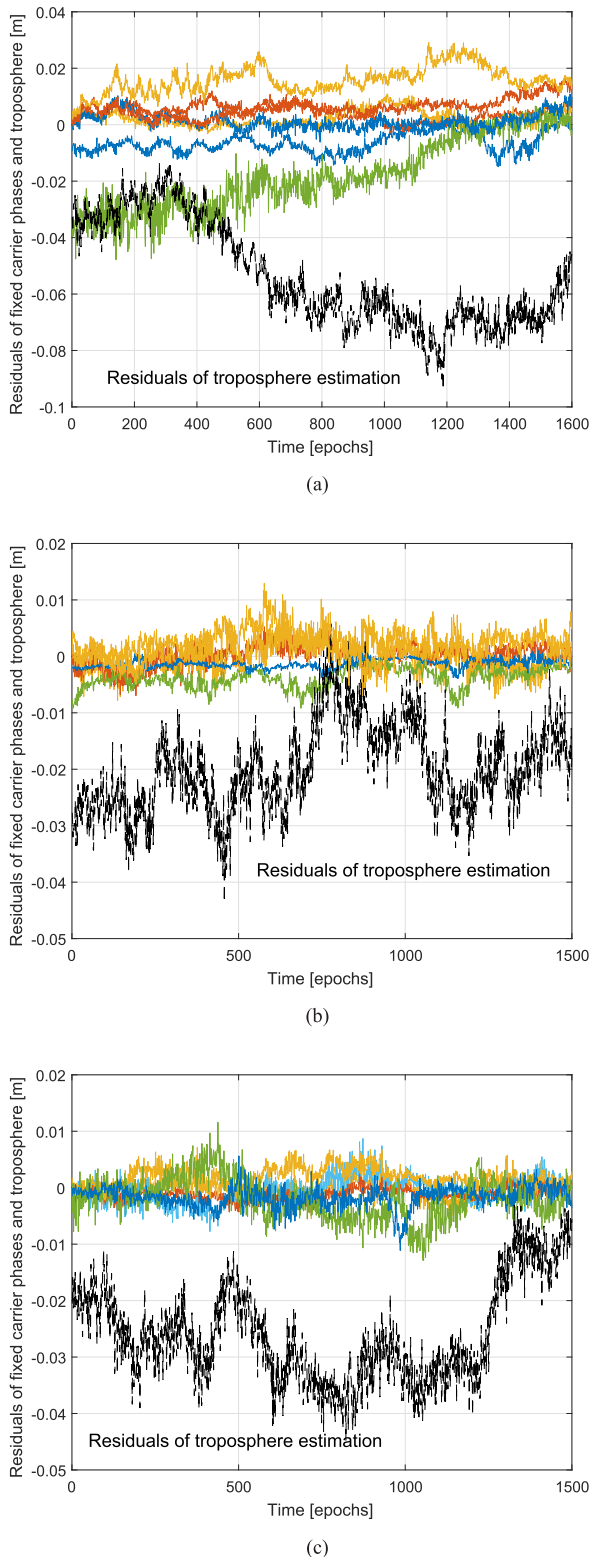 0.04
0.02
0
-0.02
-0.04
-0.06
-0.08
-0.1
Residuals of fixed carrier phases and troposphere [m]
Residuals of troposphere estimation
0 200 400 600 800 1000 1200 1400 1600
Time [epochs]
(a)
0.02
0.01
0
-0.01
-0.02
-0.03
-0.04
-0.05
Residuals of fixed carrier phases and troposphere [m]
Residuals of troposphere estimation
0 500 1000 1500
Time [epochs]
(b)
0.02
0.01
0
-0.01
-0.02
-0.03
-0.04
-0.05
Residuals of fixed carrier phases and troposphere [m]
Residuals of troposphere estimation
0 500 1000 1500
Time [epochs]
(c)